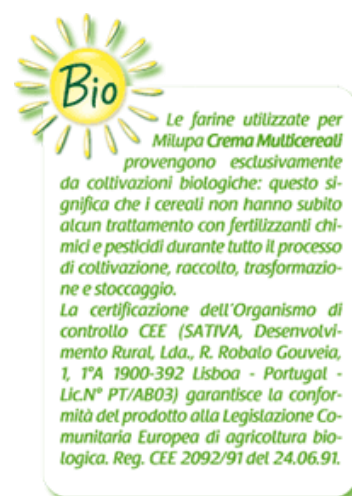 Bio
Le farine utilizzate per
Milupa Crema Multicereali
provengono esclusivamente
da coltivazioni biologiche: questo si-
gnifica che i cereali non hanno subito
alcun trattamento con fertilizzanti chi-
mici e pesticidi durante tutto il processo
di coltivazione, raccolto, trasformazio-
ne e stoccaggio.
La certificazione dell'Organismo di
controllo CEE (SATIVA, Desenvolvi-
mento Rural, Lda., R. Robalo Gouveia,
1, 1°A 1900-392 Lisboa - Portugal -
Lic.N° PT/AB03) garantisce la confor-
mità del prodotto alla Legislazione Co-
munitaria Europea di agricoltura bio-
logica. Reg. CEE 2092/91 del 24.06.91.